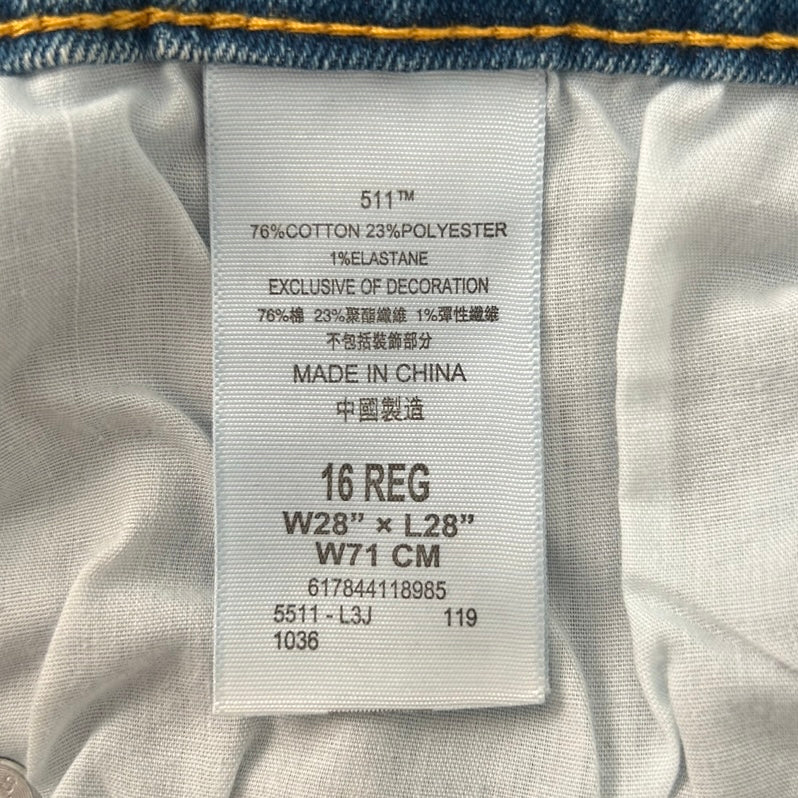 511™
76%COTTON 23%POLYESTER
1%ELASTANE
EXCLUSIVE OF DECORATION
76%棉 23%聚酯纖維 1%彈性纖維
不包括裝飾部分
MADE IN CHINA
中國製造
16 REG
W28” × L28”
W71 CM
617844118985
5511 - L3J 119
1036